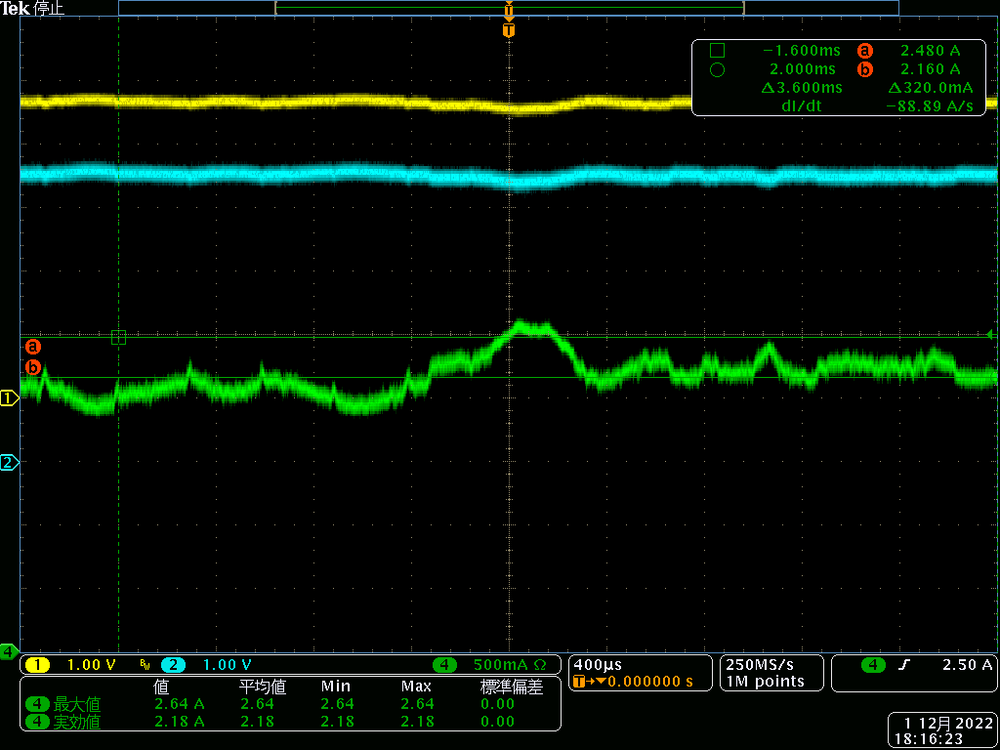 Tek 停止
T
T
−1.600ms a 2.480 A
2.000ms b 2.160 A
Δ3.600ms Δ320.0mA
dI/dt −88.89 A/s
a
b
1
2
4
1 1.00 V BW 2 1.00 V 4 500mA Ω
400µs
T→▼0.000000 s
250MS/s
1M points
4 2.50 A
値 平均値 Min Max 標準偏差
4 最大値 2.64 A 2.64 2.64 2.64 0.00
4 実効値 2.18 A 2.18 2.18 2.18 0.00
1 12月 2022
18:16:23